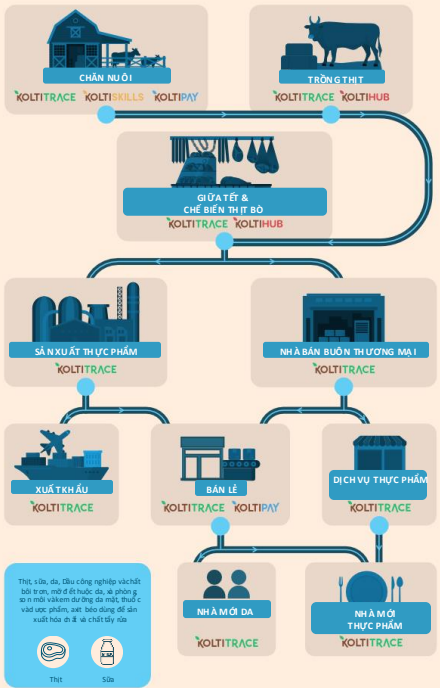 CHĂN NUÔI
KOLTITRACE KOLTISKILLS KOLTIPAY
TRỒNG THỊT
KOLTITRACE KOLTIHUB
GIỮA TẾT &
CHẾ BIẾN THỊT BÒ
KOLTITRACE KOLTIHUB
SẢN XUẤT THỰC PHẨM
KOLTITRACE
NHÀ BÁN BUÔN THƯƠNG MẠI
KOLTITRACE
XUẤT KHẨU
KOLTITRACE
BÁN LẺ
KOLTITRACE KOLTIPAY
DỊCH VỤ THỰC PHẨM
KOLTITRACE
NHÀ MỚI DA
KOLTITRACE
NHÀ MỚI
THỰC PHẨM
KOLTITRACE
Thịt, sữa, da, Dầu công nghiệp và chất
bôi trơn, mỡ để thuộc da, xà phòng
son môi và kem dưỡng da mặt, thuốc
và dược phẩm, axit béo dùng để sản
xuất hóa chất và chất tẩy rửa
Thịt
Sữa